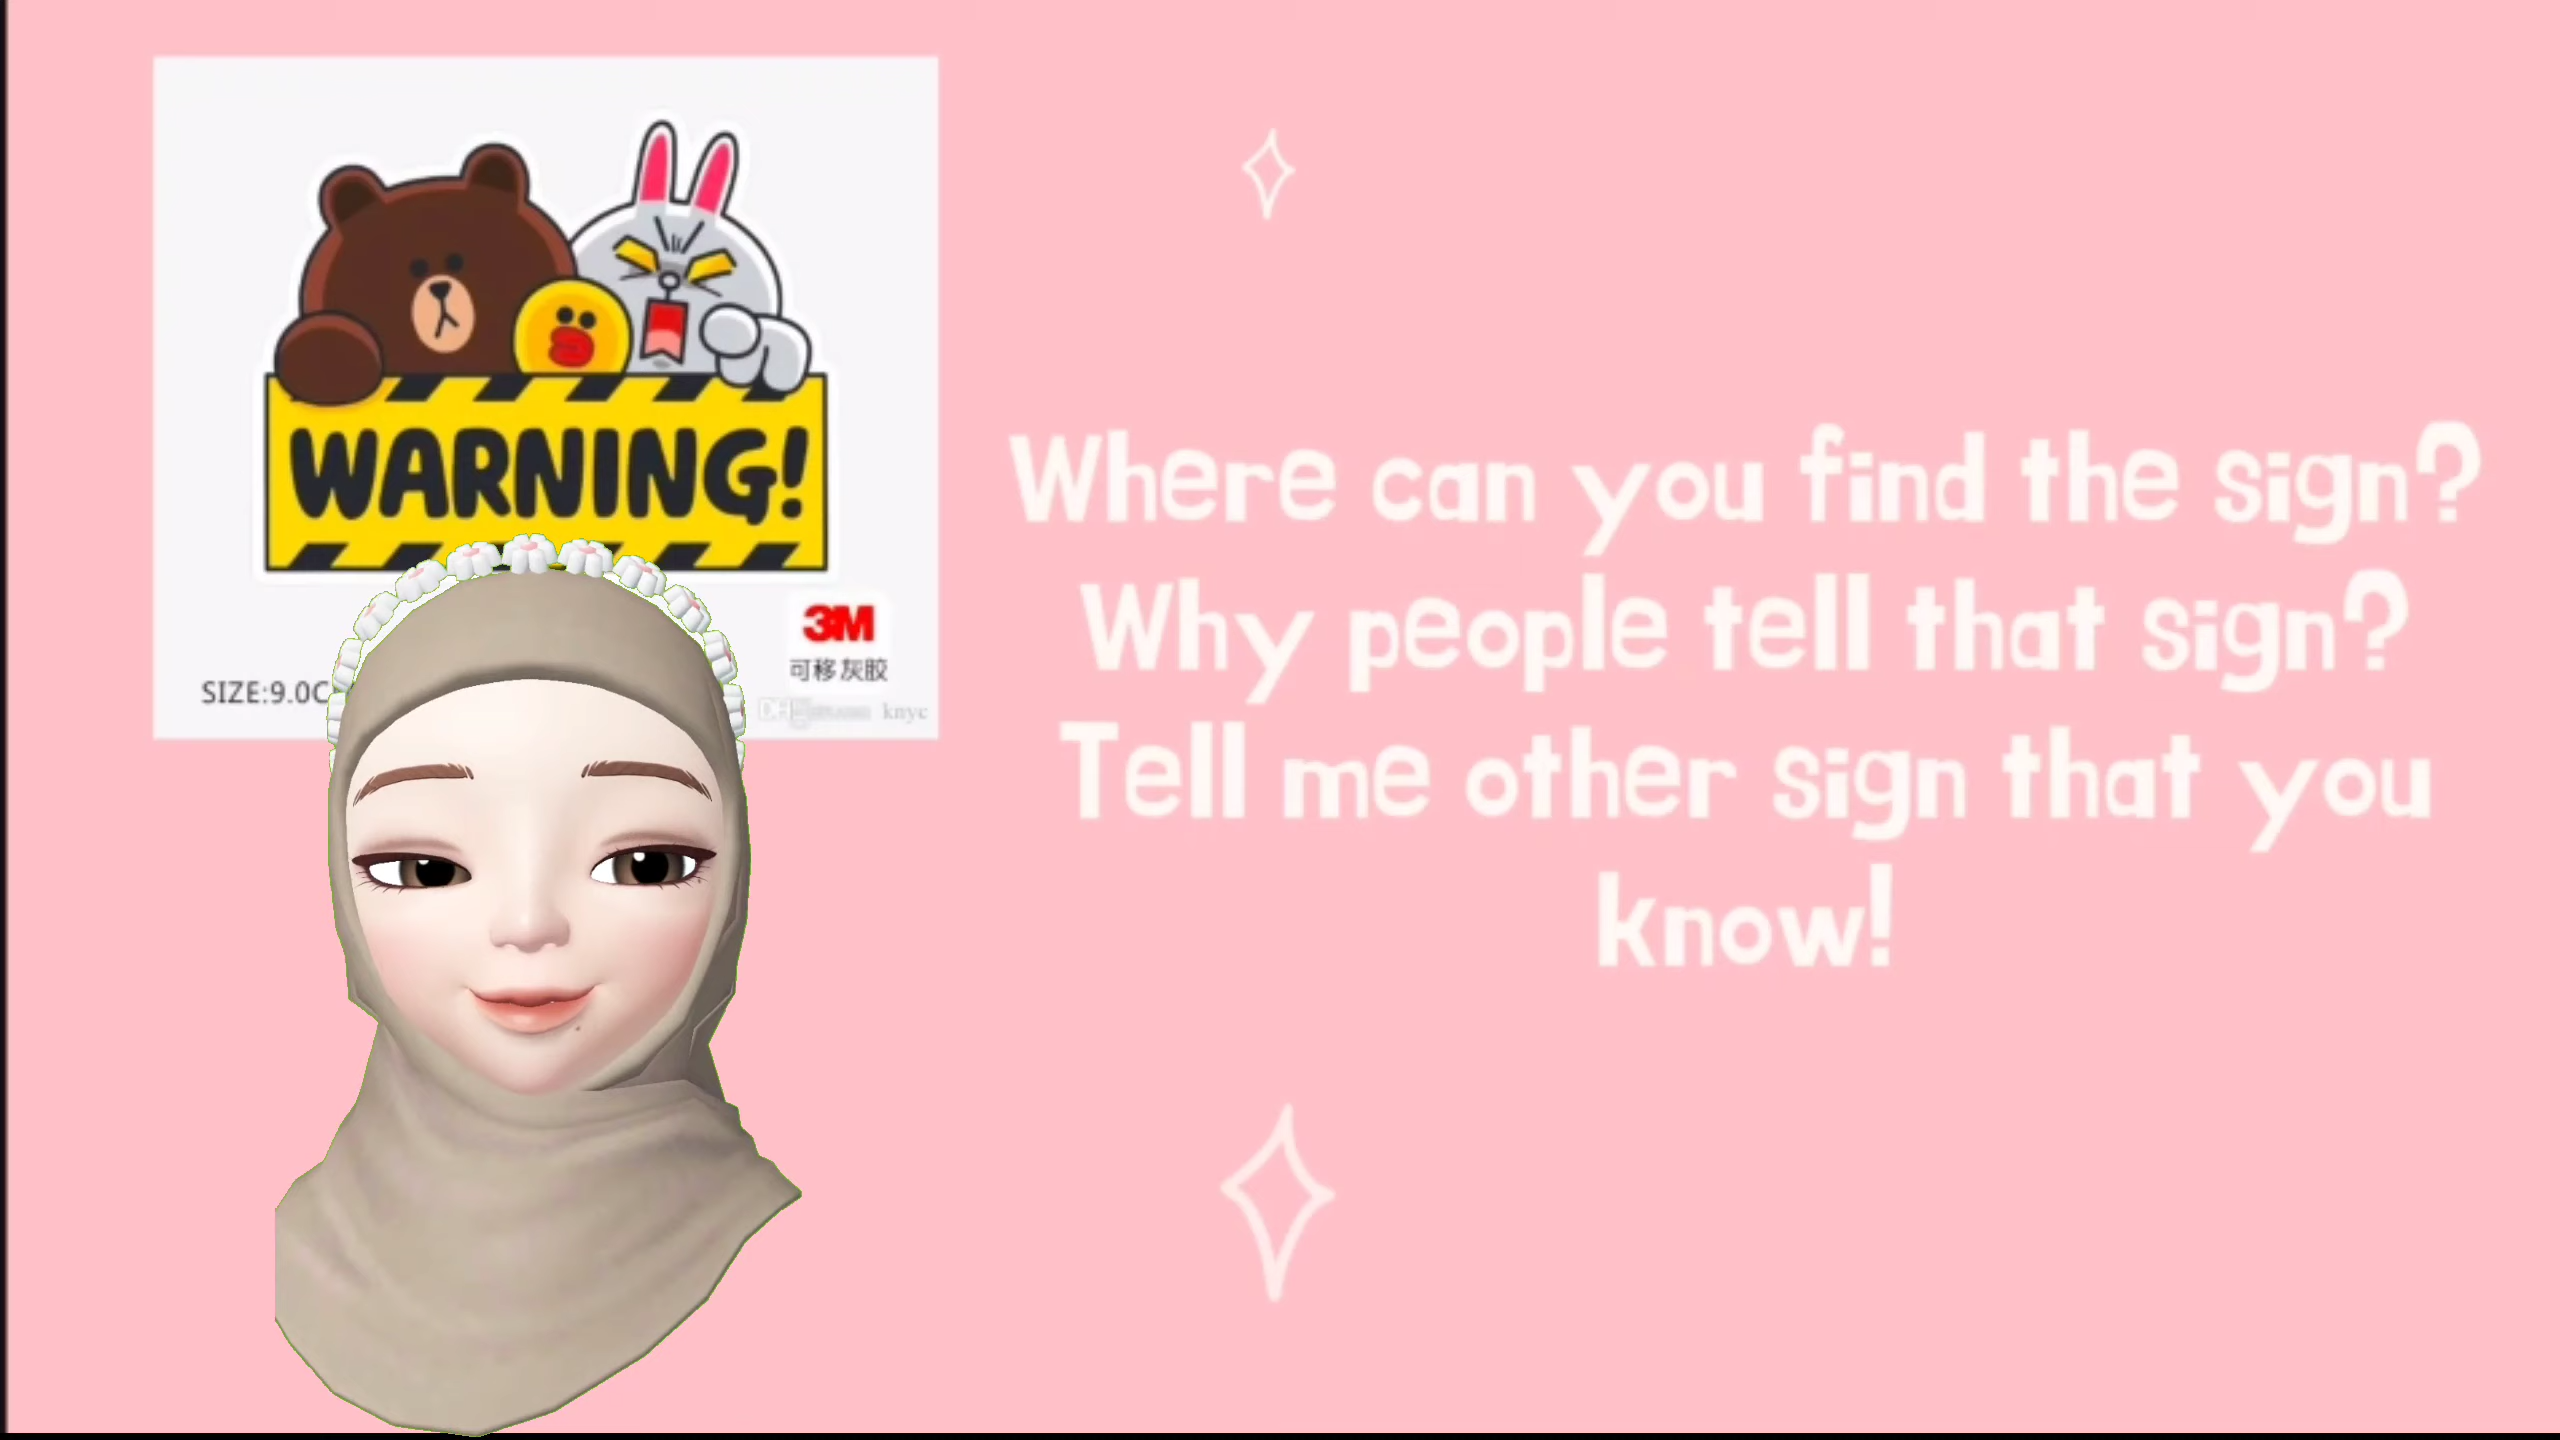 WARNING!
3M
可移灰胶
SIZE:9.0C
knyc
Where can you find the sign?
Why people tell that sign?
Tell me other sign that you
know!